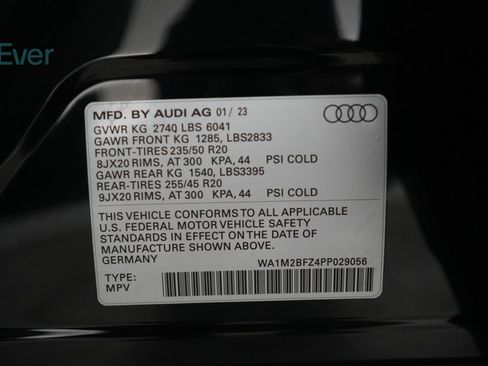 Ever
MFD. BY AUDI AG 01/ 23
GVWR KG 2740 LBS 6041
GAWR FRONT KG 1285, LBS2833
FRONT-TIRES 235/50 R20
8JX20 RIMS, AT 300 KPA, 44 PSI COLD
GAWR REAR KG 1540, LBS3395
REAR-TIRES 255/45 R20
9JX20 RIMS, AT 300 KPA, 44 PSI COLD
THIS VEHICLE CONFORMS TO ALL APPLICABLE
U.S. FEDERAL MOTOR VEHICLE SAFETY
STANDARDS IN EFFECT ON THE DATE OF
MANUFACTURE SHOWN ABOVE.
GERMANY WA1M2BFZ4PP029056
TYPE:
MPV